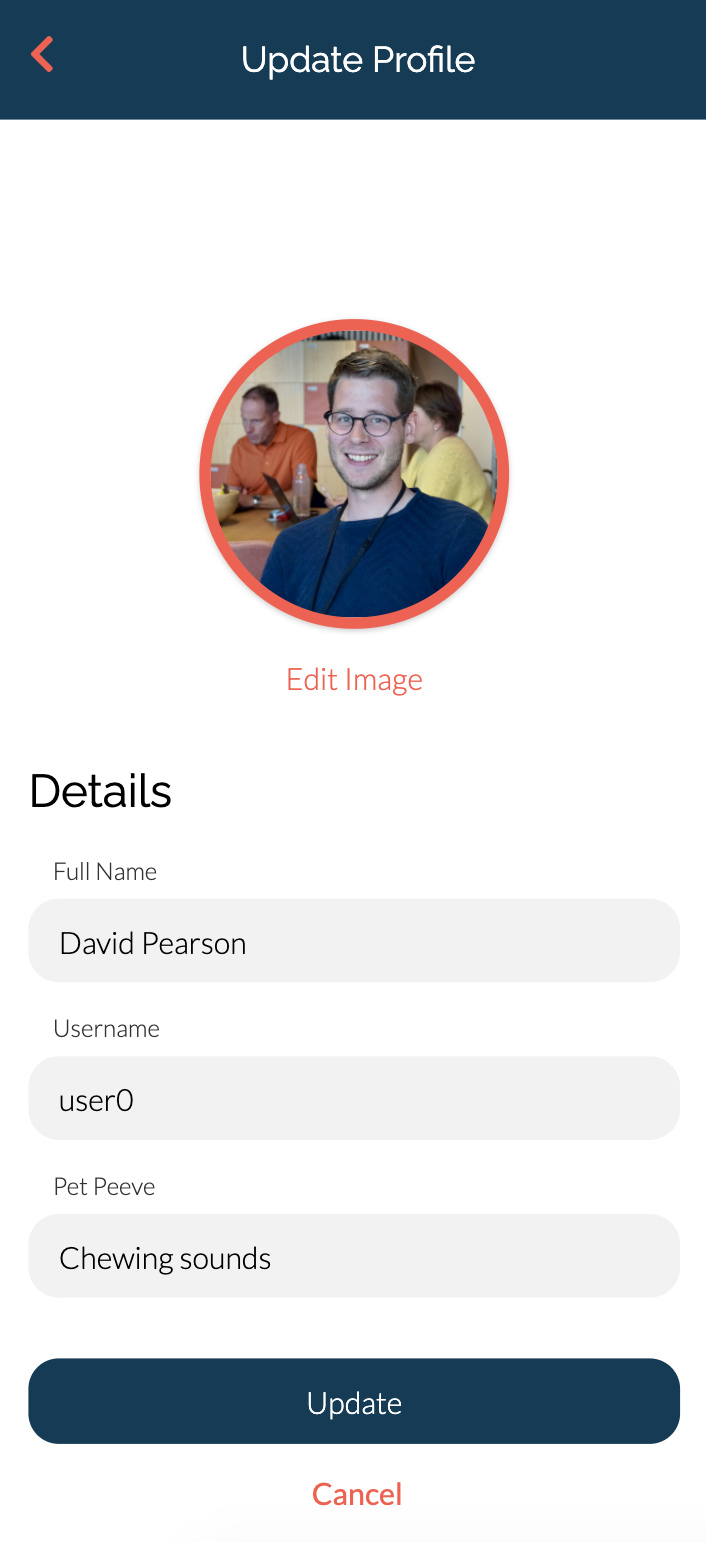 Update Profile
Edit Image
Details
Full Name
David Pearson
Username
user0
Pet Peeve
Chewing sounds
Update
Cancel